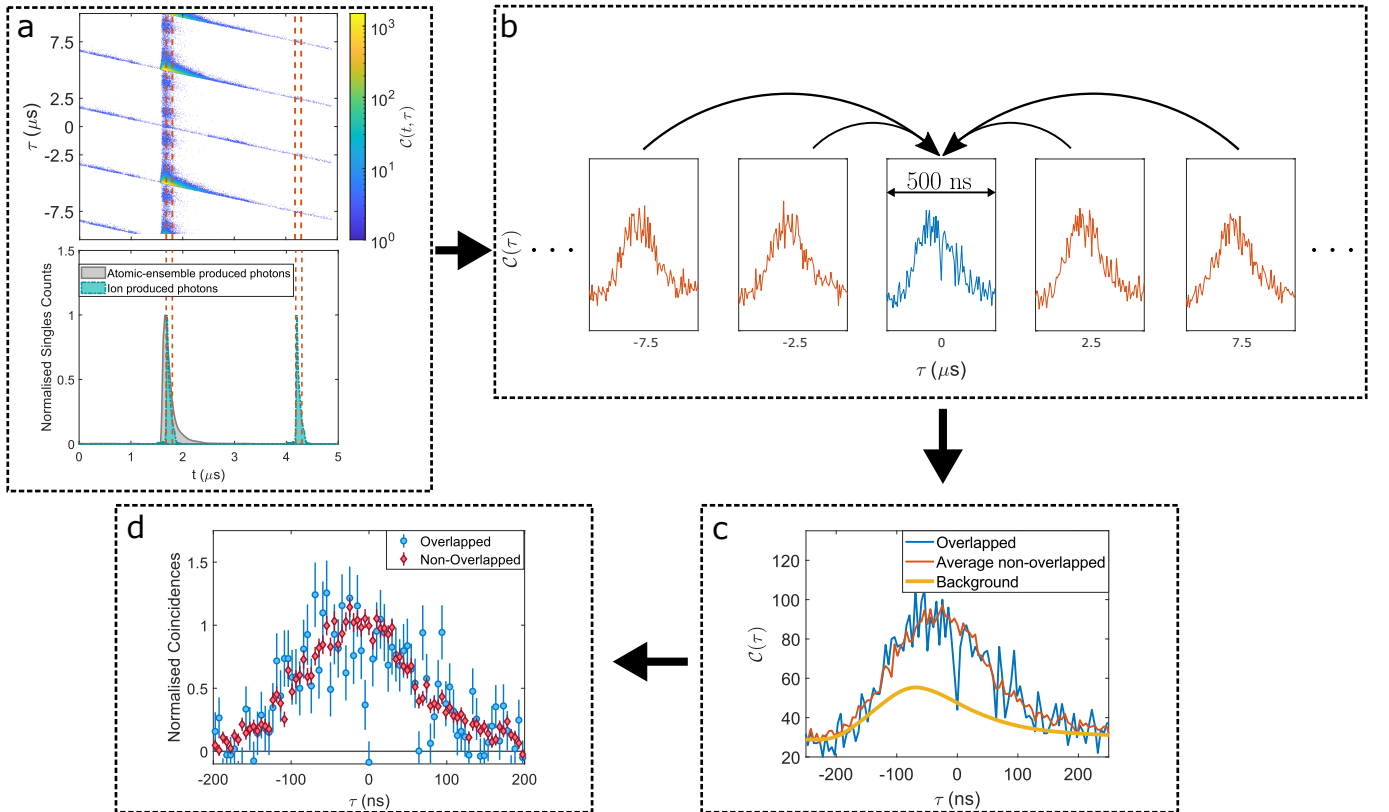 a
7.5
2.5
0
-2.5
-7.5
τ (μs)
10³
10²
10¹
10⁰
𝒞(t, τ)
1.5
1
0.5
0
Normalised Singles Counts
Atomic-ensemble produced photons
Ion produced photons
0 1 2 3 4 5
t (μs)
b
500 ns
𝒞(τ)
. . .
. . .
-7.5 -2.5 0 2.5 7.5
τ (μs)
d
Overlapped
Non-Overlapped
1.5
1
0.5
0
Normalised Coincidences
-200 -100 0 100 200
τ (ns)
c
Overlapped
Average non-overlapped
Background
120
100
80
60
40
20
𝒞(τ)
-200 -100 0 100 200
τ (ns)